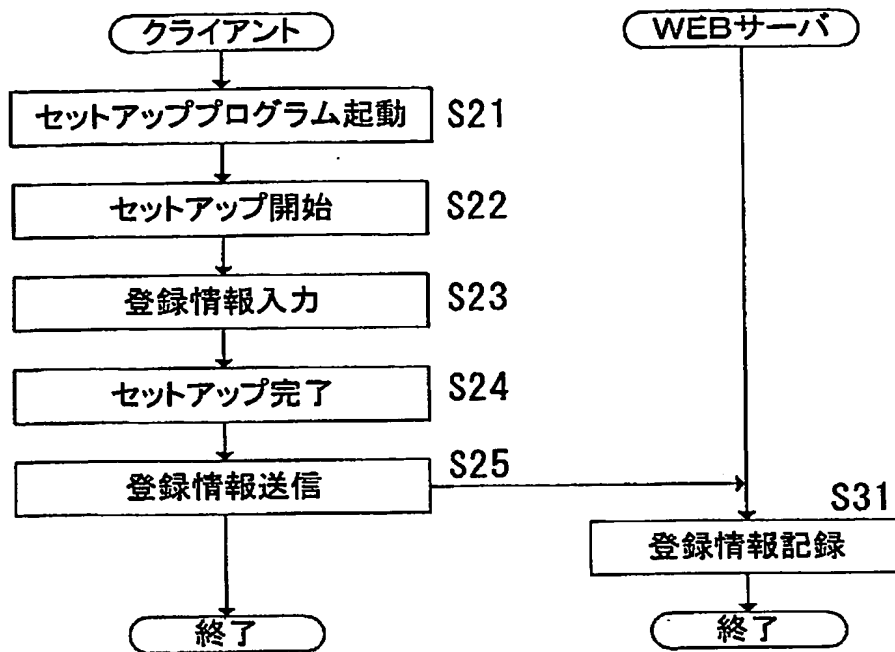 クライアント
セットアッププログラム起動 S21
セットアップ開始 S22
登録情報入力 S23
セットアップ完了 S24
登録情報送信 S25
終了
WEBサーバ
S31
登録情報記録
終了